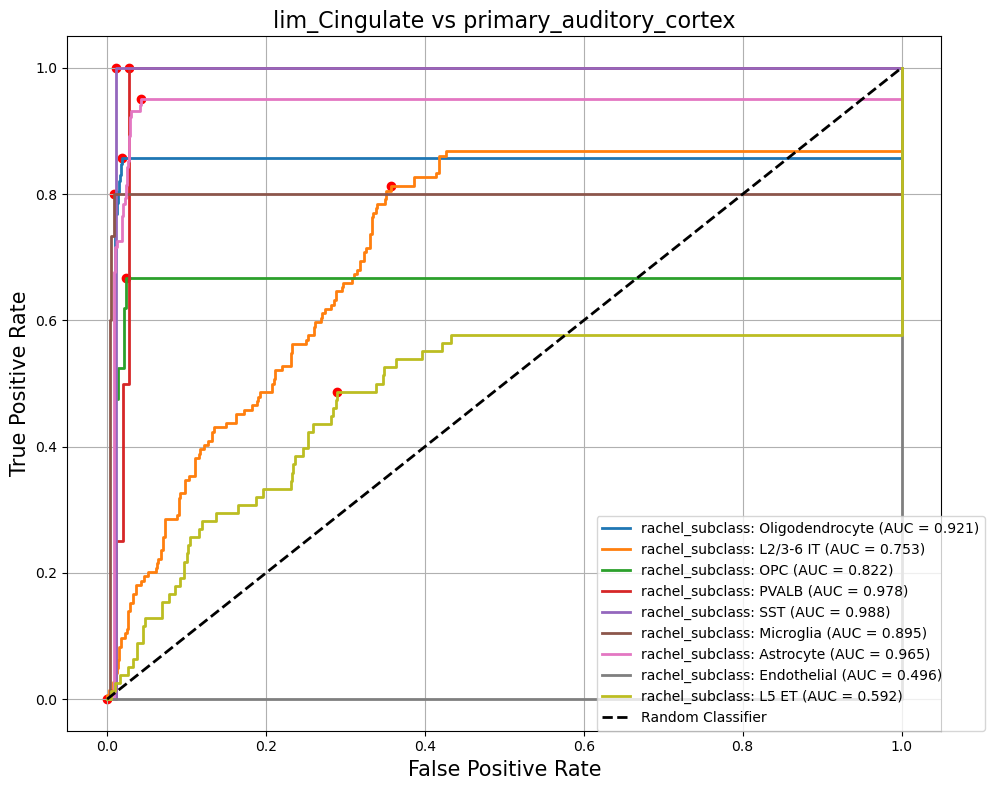 lim_Cingulate vs primary_auditory_cortex
True Positive Rate
1.0
0.8
0.6
0.4
0.2
0.0
rachel_subclass: Oligodendrocyte (AUC = 0.921)
rachel_subclass: L2/3-6 IT (AUC = 0.753)
rachel_subclass: OPC (AUC = 0.822)
rachel_subclass: PVALB (AUC = 0.978)
rachel_subclass: SST (AUC = 0.988)
rachel_subclass: Microglia (AUC = 0.895)
rachel_subclass: Astrocyte (AUC = 0.965)
rachel_subclass: Endothelial (AUC = 0.496)
rachel_subclass: L5 ET (AUC = 0.592)
Random Classifier
0.0 0.2 0.4 0.6 0.8 1.0
False Positive Rate